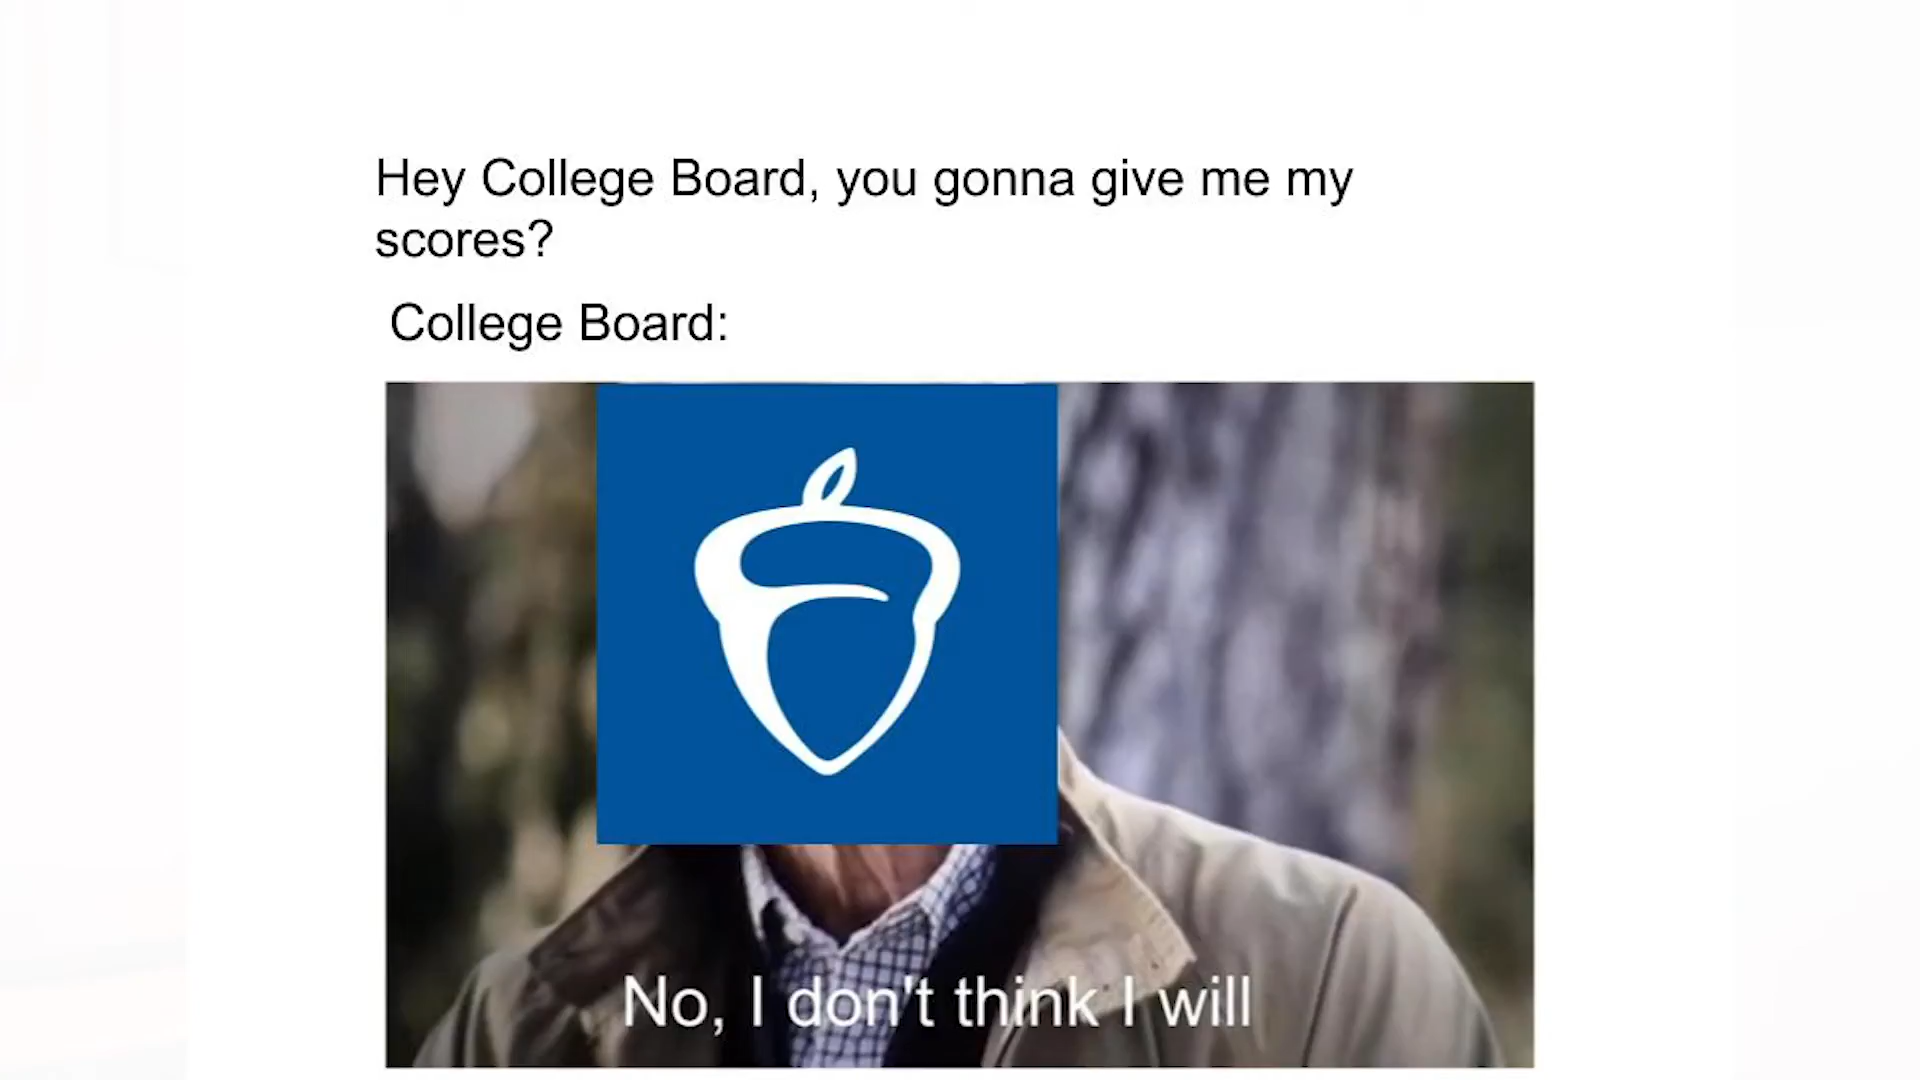 Hey College Board, you gonna give me my
scores?
College Board:
No, I don't think I will